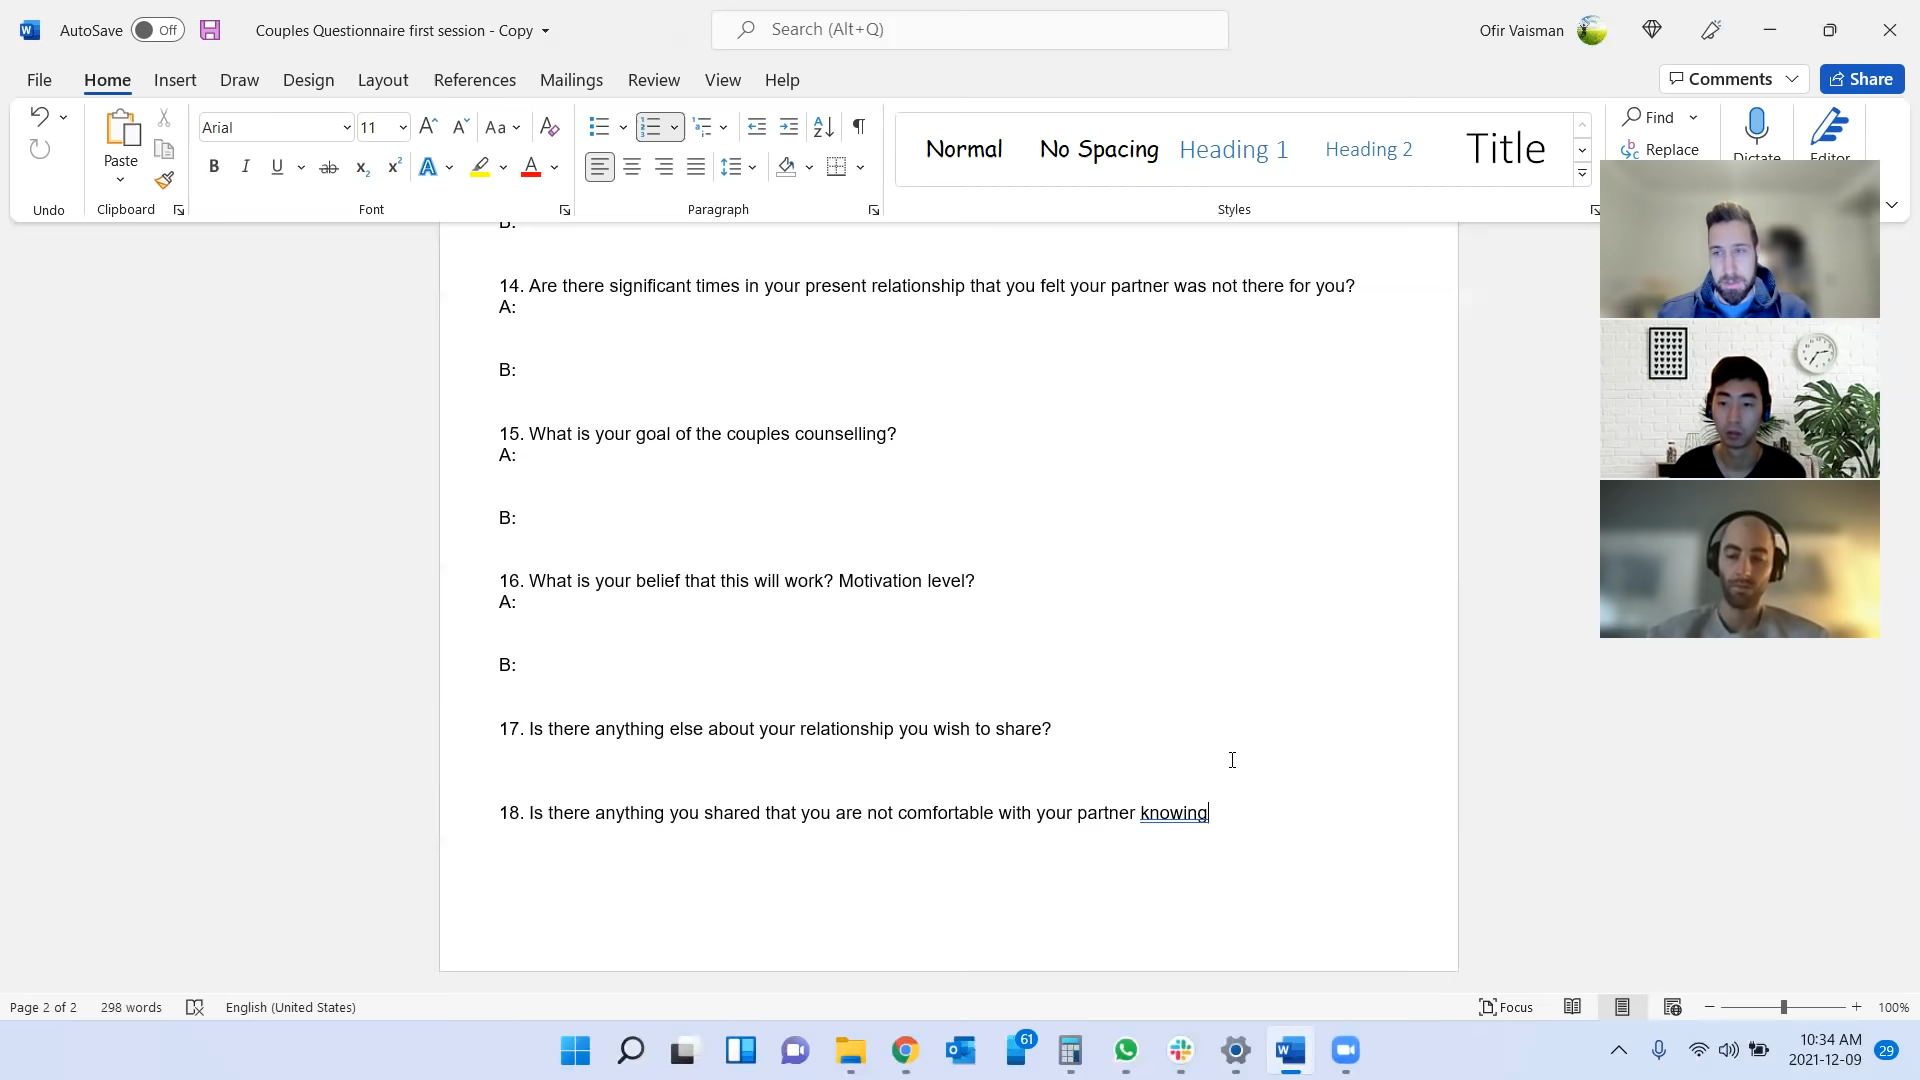 AutoSave Off Couples Questionnaire first session - Copy Search (Alt+Q) Ofir Vaisman
File Home Insert Draw Design Layout References Mailings Review View Help Comments Share
Paste Arial 11 Aa Normal No Spacing Heading 1 Heading 2 Title Find Replace Dictate Editor
Undo Clipboard Font Paragraph Styles
B:
14. Are there significant times in your present relationship that you felt your partner was not there for you?
A:
B:
15. What is your goal of the couples counselling?
A:
B:
16. What is your belief that this will work? Motivation level?
A:
B:
17. Is there anything else about your relationship you wish to share?
18. Is there anything you shared that you are not comfortable with your partner knowing
Page 2 of 2 298 words English (United States) Focus 100%
61 10:34 AM
2021-12-09 29